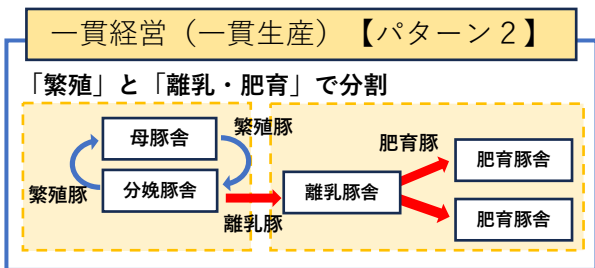 一貫経営（一貫生産）【パターン２】
「繁殖」と「離乳・肥育」で分割
母豚舎
繁殖豚
分娩豚舎
繁殖豚
離乳豚
離乳豚舎
肥育豚
肥育豚舎
肥育豚舎